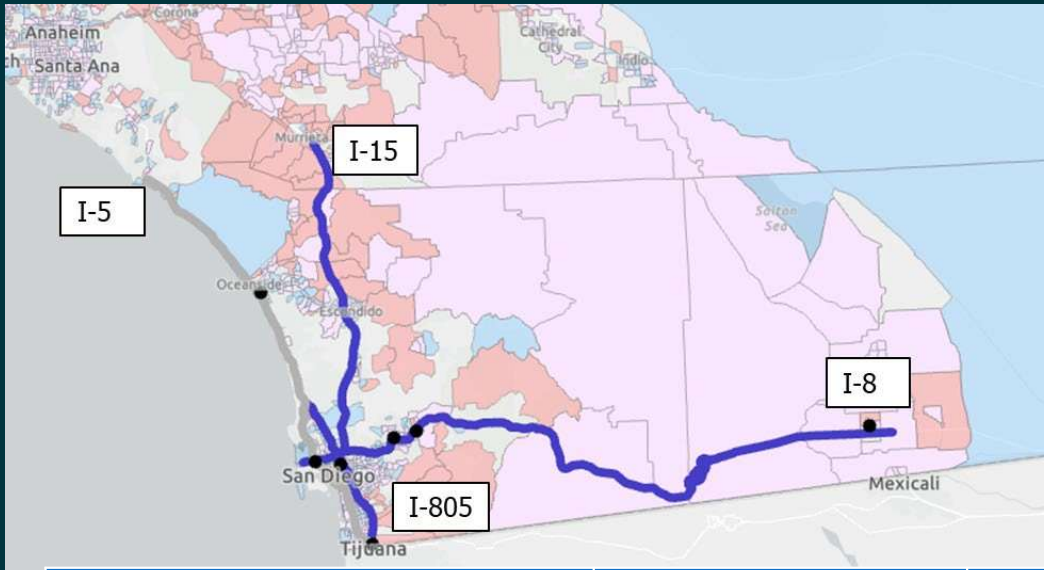 Corona
Anaheim
Santa Ana
Cathedral
City
Indio
Murrieta
I-15
I-5
Salton
Sea
Oceanside
Escondido
I-8
San Diego
I-805
Mexicali
Tijuana